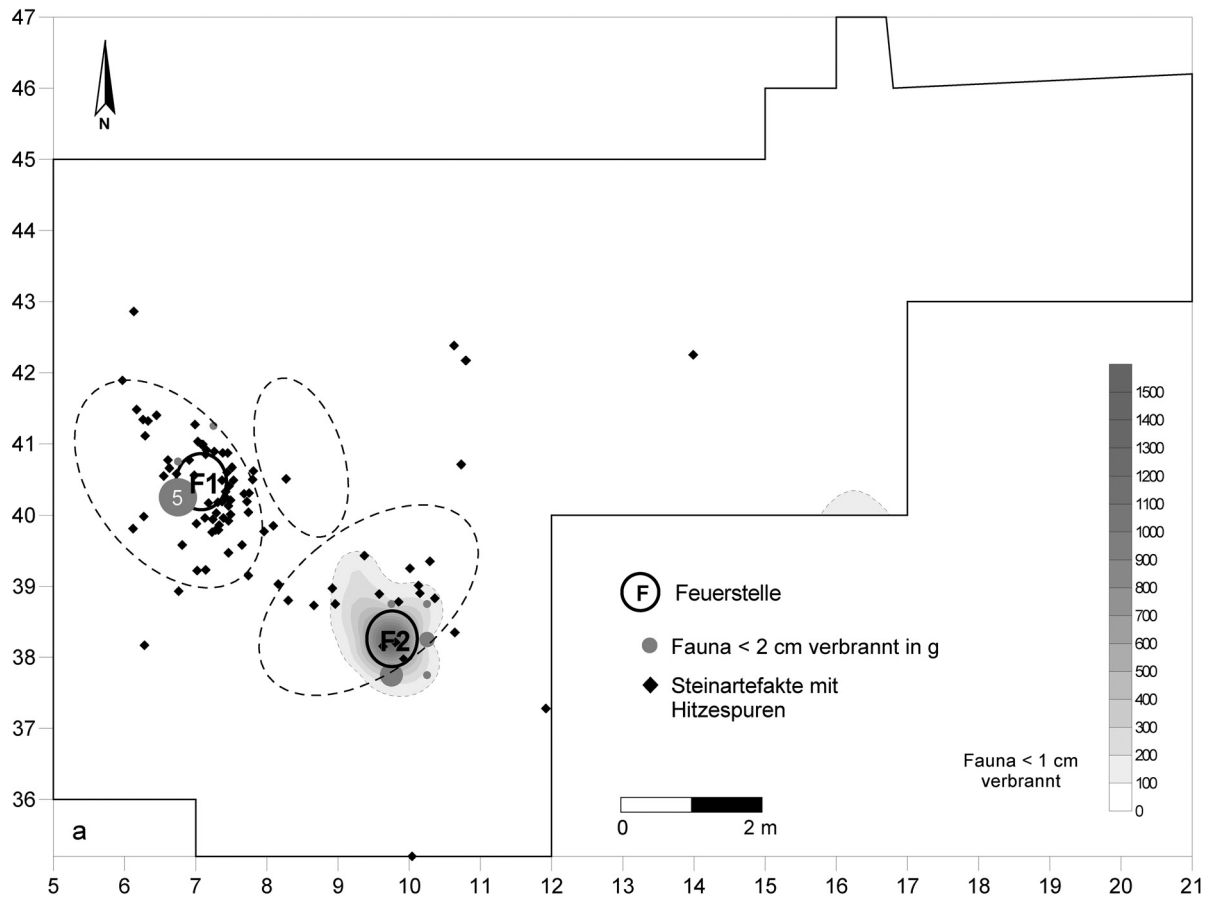 47
46
45
44
43
42
41
40
39
38
37
36
N
F1
5
F2
F Feuerstelle
Fauna < 2 cm verbrannt in g
Steinartefakte mit
Hitzespuren
0 2 m
Fauna < 1 cm
verbrannt
1500
1400
1300
1200
1100
1000
900
800
700
600
500
400
300
200
100
0
a
5 6 7 8 9 10 11 12 13 14 15 16 17 18 19 20 21